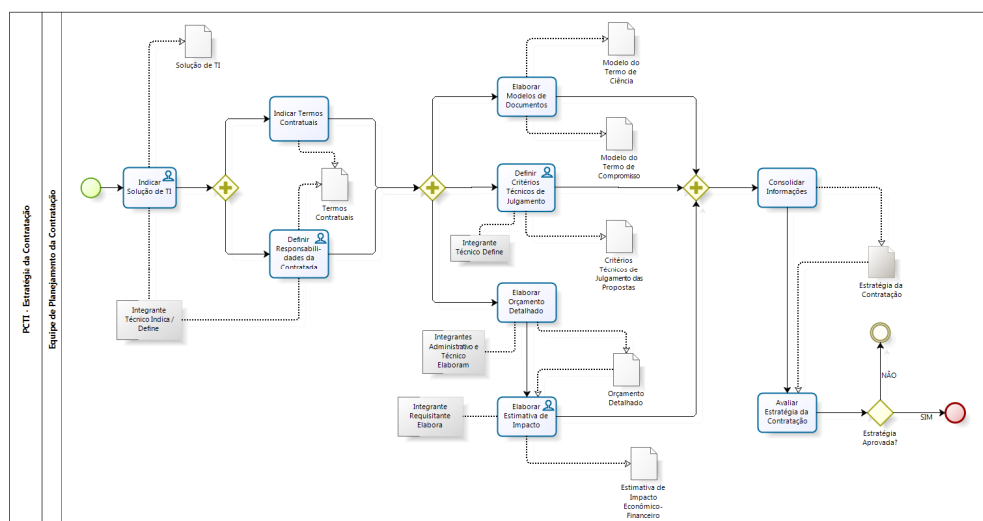 PCTI - Estratégia da Contratação
Equipe de Planejamento da Contratação
Solução de TI
Indicar
Solução de TI
Integrante
Técnico Indica /
Define
Indicar Termos
Contratuais
Termos
Contratuais
Definir
Responsabili-
dades da
Contratada
Modelo do
Termo de
Ciência
Elaborar
Modelos de
Documentos
Modelo do
Termo de
Compromisso
Definir
Critérios
Técnicos de
Julgamento
Integrante
Técnico Define
Critérios
Técnicos de
Julgamento das
Propostas
Elaborar
Orçamento
Detalhado
Integrantes
Administrativo e
Técnico
Elaboram
Orçamento
Detalhado
Integrante
Requisitante
Elabora
Elaborar
Estimativa de
Impacto
Estimativa de
Impacto
Econômico-
Financeiro
Consolidar
Informações
Estratégia da
Contratação
NÃO
Avaliar
Estratégia da
Contratação
SIM
Estratégia
Aprovada?